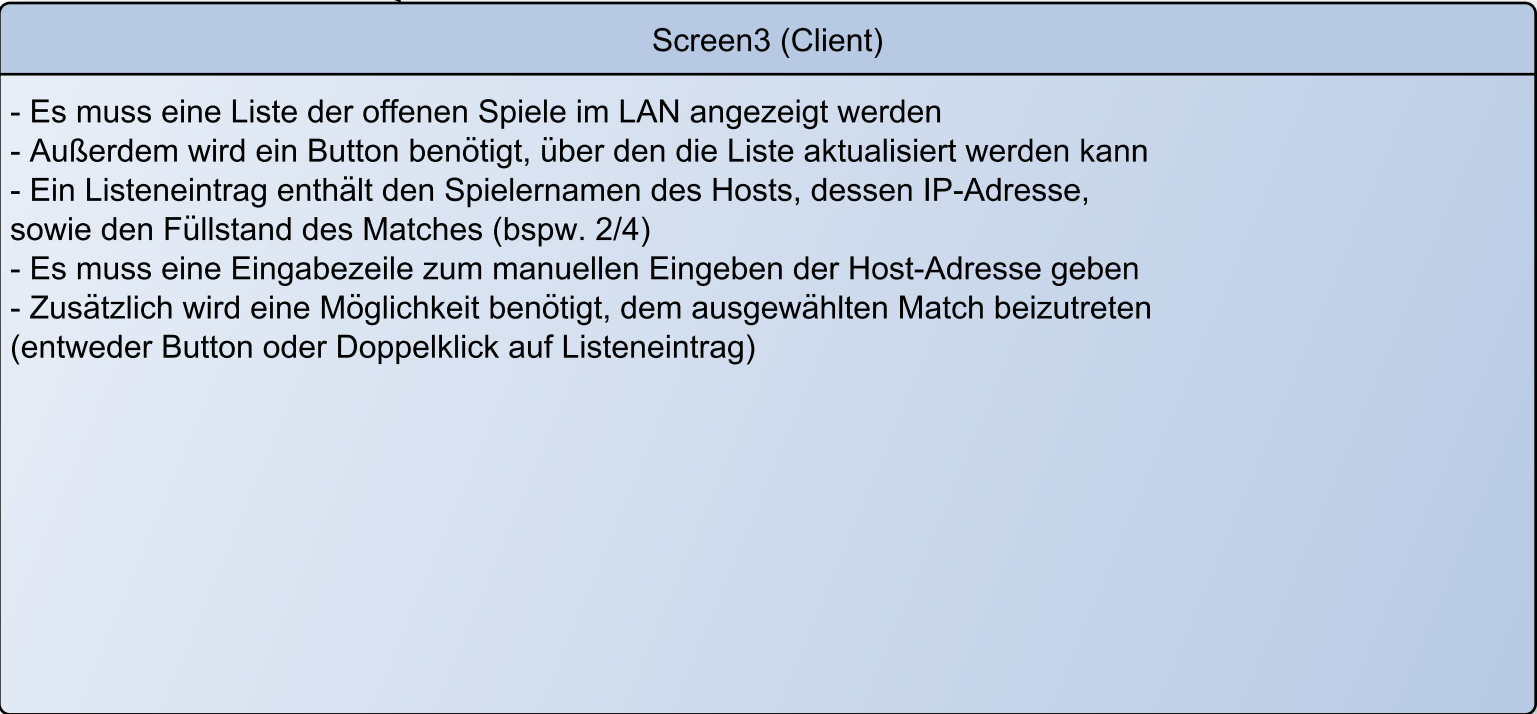 Screen3 (Client)
- Es muss eine Liste der offenen Spiele im LAN angezeigt werden
- Außerdem wird ein Button benötigt, über den die Liste aktualisiert werden kann
- Ein Listeneintrag enthält den Spielernamen des Hosts, dessen IP-Adresse,
sowie den Füllstand des Matches (bspw. 2/4)
- Es muss eine Eingabezeile zum manuellen Eingeben der Host-Adresse geben
- Zusätzlich wird eine Möglichkeit benötigt, dem ausgewählten Match beizutreten
(entweder Button oder Doppelklick auf Listeneintrag)